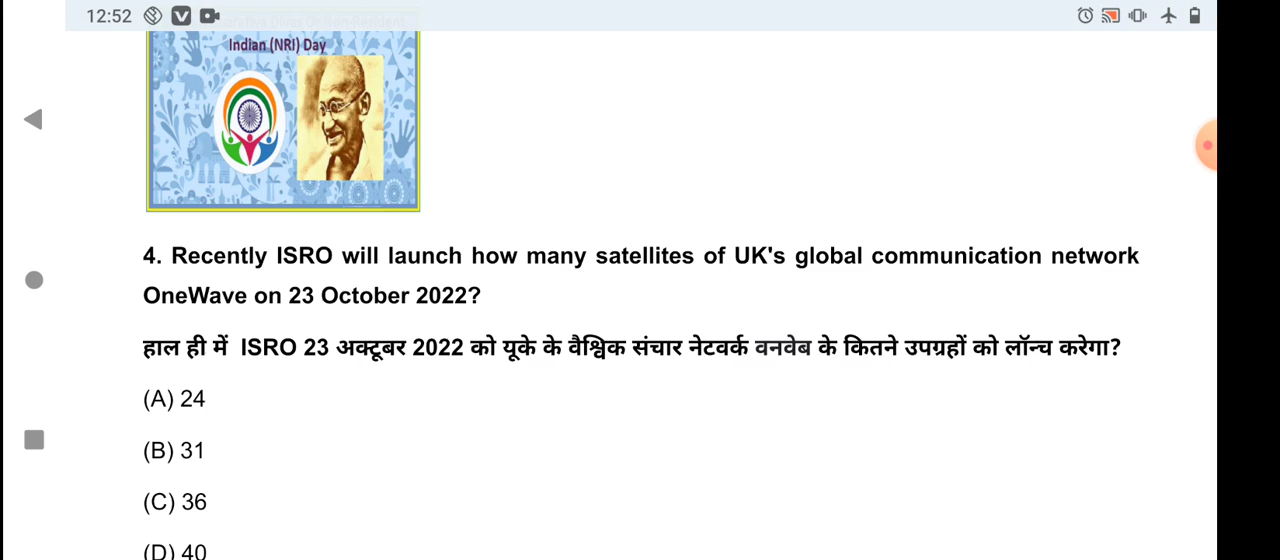 12:52
Indian (NRI) Day
4. Recently ISRO will launch how many satellites of UK's global communication network
OneWave on 23 October 2022?
हाल ही में ISRO 23 अक्टूबर 2022 को यूके के वैश्विक संचार नेटवर्क वनवेब के कितने उपग्रहों को लॉन्च करेगा?
(A) 24
(B) 31
(C) 36
(D) 40